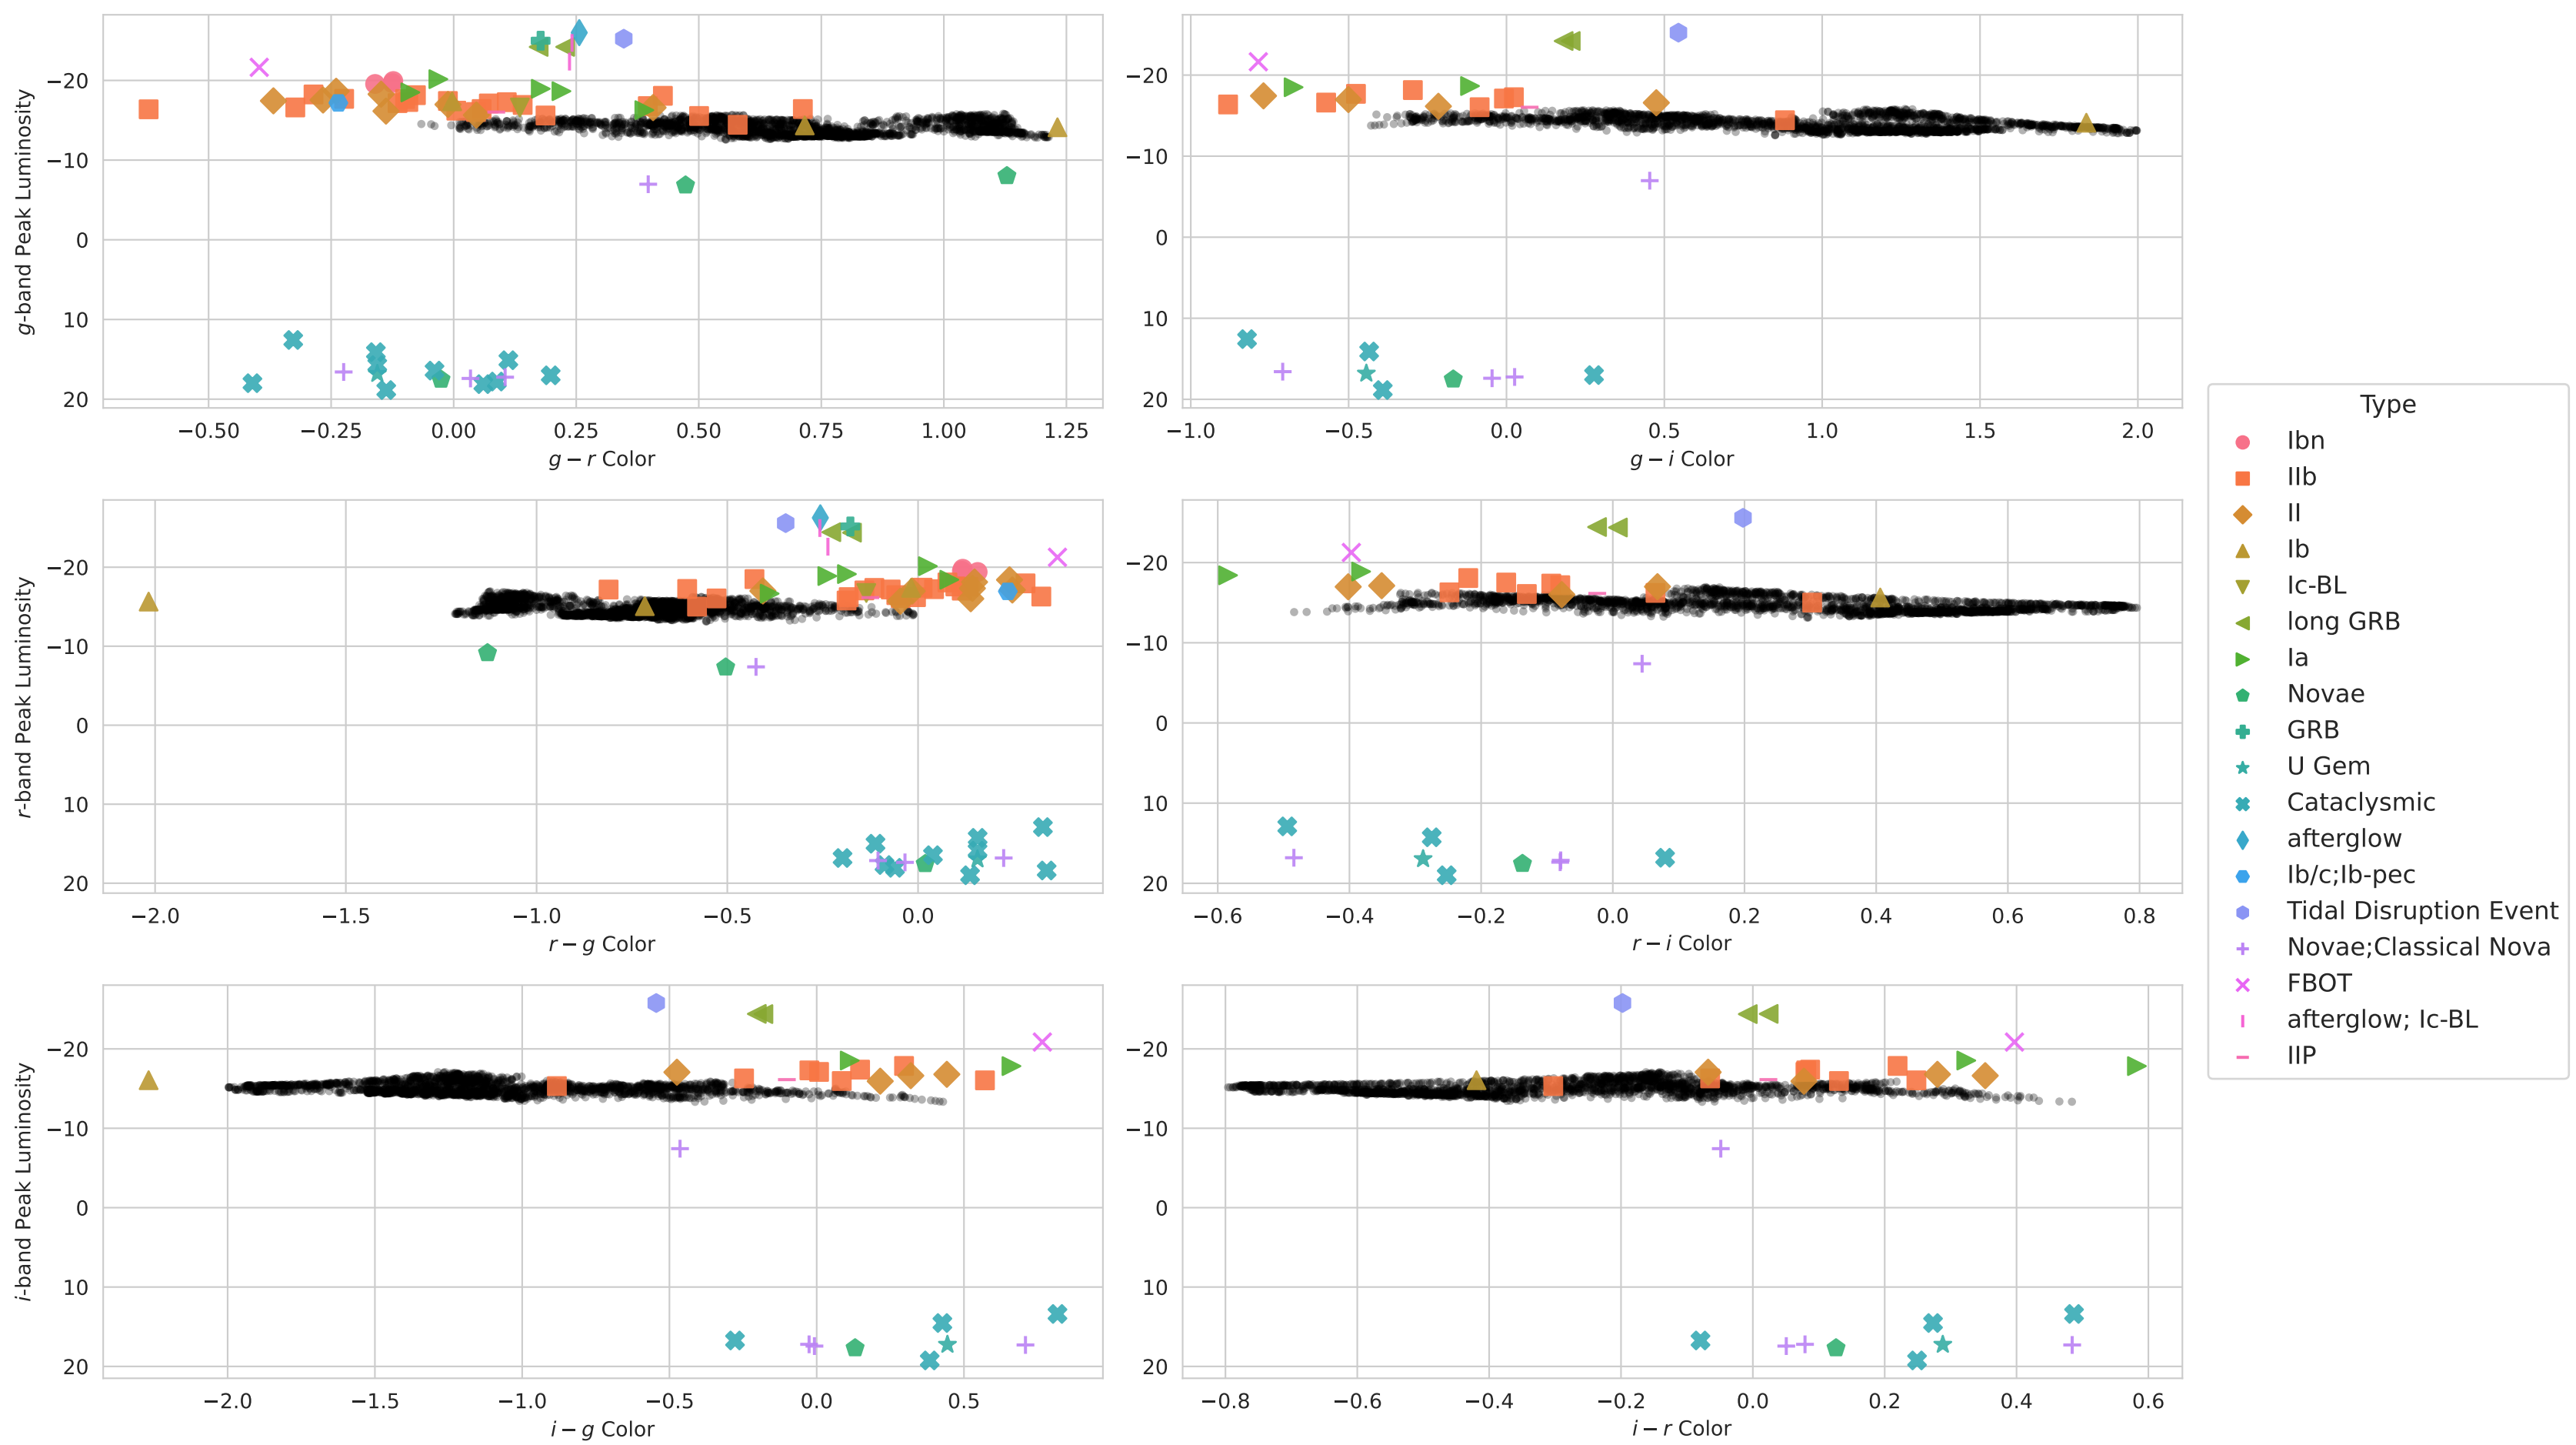 −20
−10
0
10
20
g-band Peak Luminosity
−0.50 −0.25 0.00 0.25 0.50 0.75 1.00 1.25
g − r Color
−20
−10
0
10
20
−1.0 −0.5 0.0 0.5 1.0 1.5 2.0
g − i Color
−20
−10
0
10
20
r-band Peak Luminosity
−2.0 −1.5 −1.0 −0.5 0.0
r − g Color
−20
−10
0
10
20
−0.6 −0.4 −0.2 0.0 0.2 0.4 0.6 0.8
r − i Color
−20
−10
0
10
20
i-band Peak Luminosity
−2.0 −1.5 −1.0 −0.5 0.0 0.5
i − g Color
−20
−10
0
10
20
−0.8 −0.6 −0.4 −0.2 0.0 0.2 0.4 0.6
i − r Color
Type
Ibn
IIb
II
Ib
Ic-BL
long GRB
Ia
Novae
GRB
U Gem
Cataclysmic
afterglow
Ib/c;Ib-pec
Tidal Disruption Event
Novae;Classical Nova
FBOT
afterglow; Ic-BL
IIP